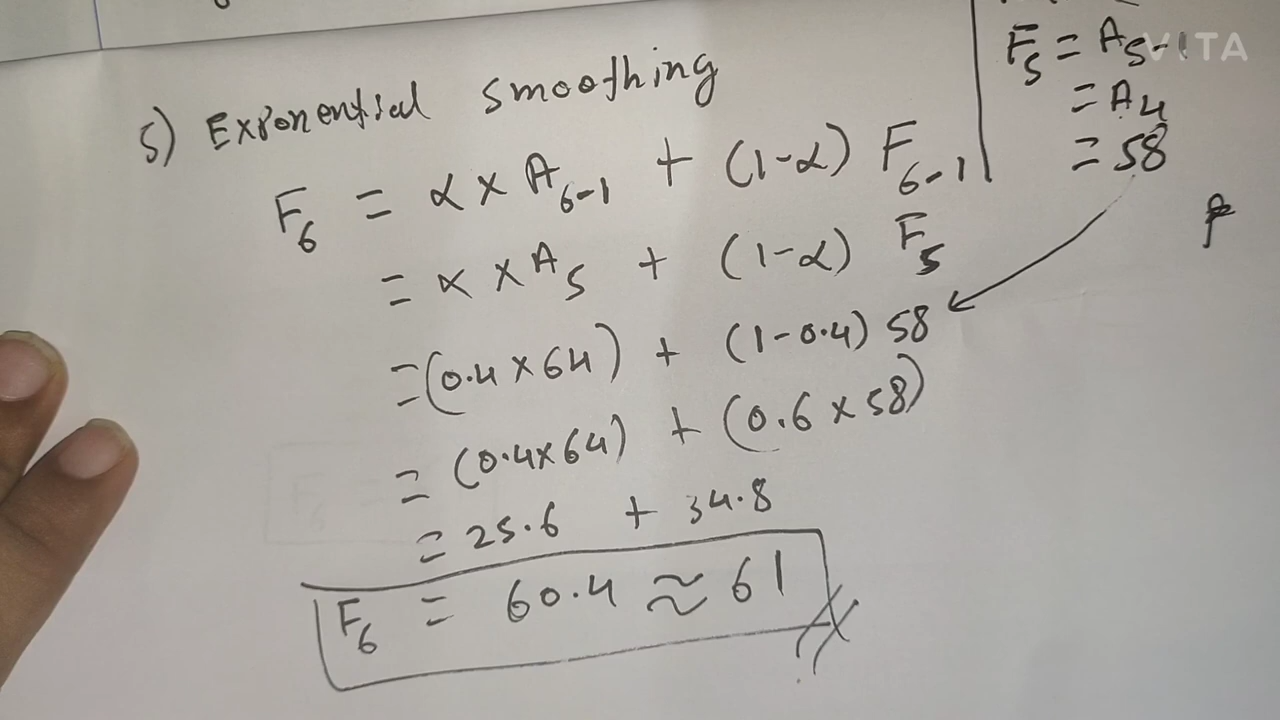 5) Exponential smoothing
F₆ = α × A₆₋₁ + (1-α) F₆₋₁
= α × A₅ + (1-α) F₅
= (0.4 × 64) + (1-0.4) 58
= (0.4×64) + (0.6 × 58)
= 25.6 + 34.8
F₆ = 60.4 ≈ 61
F₅ = A₅₋₁
= A₄
= 58
VITA